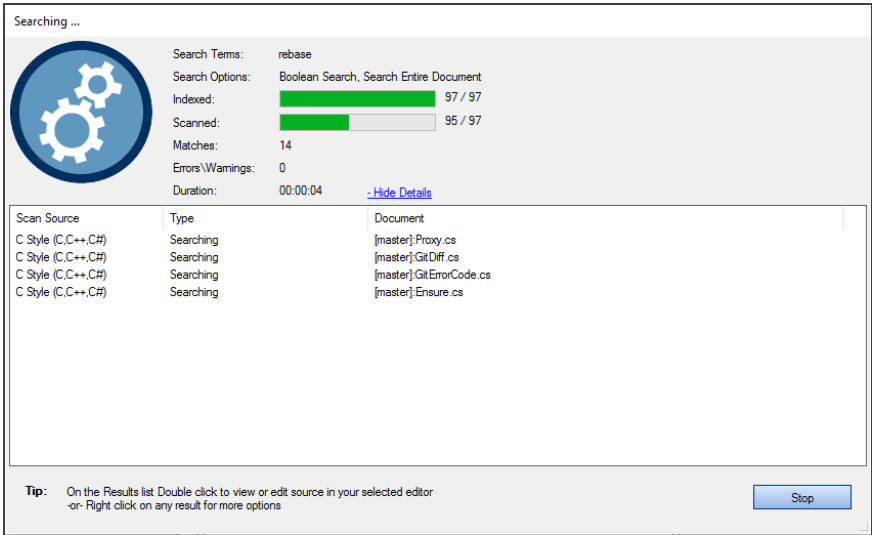 Searching ...
Search Terms: rebase
Search Options: Boolean Search, Search Entire Document
Indexed: 97 / 97
Scanned: 95 / 97
Matches: 14
Errors\Warnings: 0
Duration: 00:00:04 - Hide Details
Scan Source Type Document
C Style (C,C++,C#) Searching [master]:Proxy.cs
C Style (C,C++,C#) Searching [master]:GitDiff.cs
C Style (C,C++,C#) Searching [master]:GitErrorCode.cs
C Style (C,C++,C#) Searching [master]:Ensure.cs
Tip: On the Results list Double click to view or edit source in your selected editor
-or- Right click on any result for more options
Stop